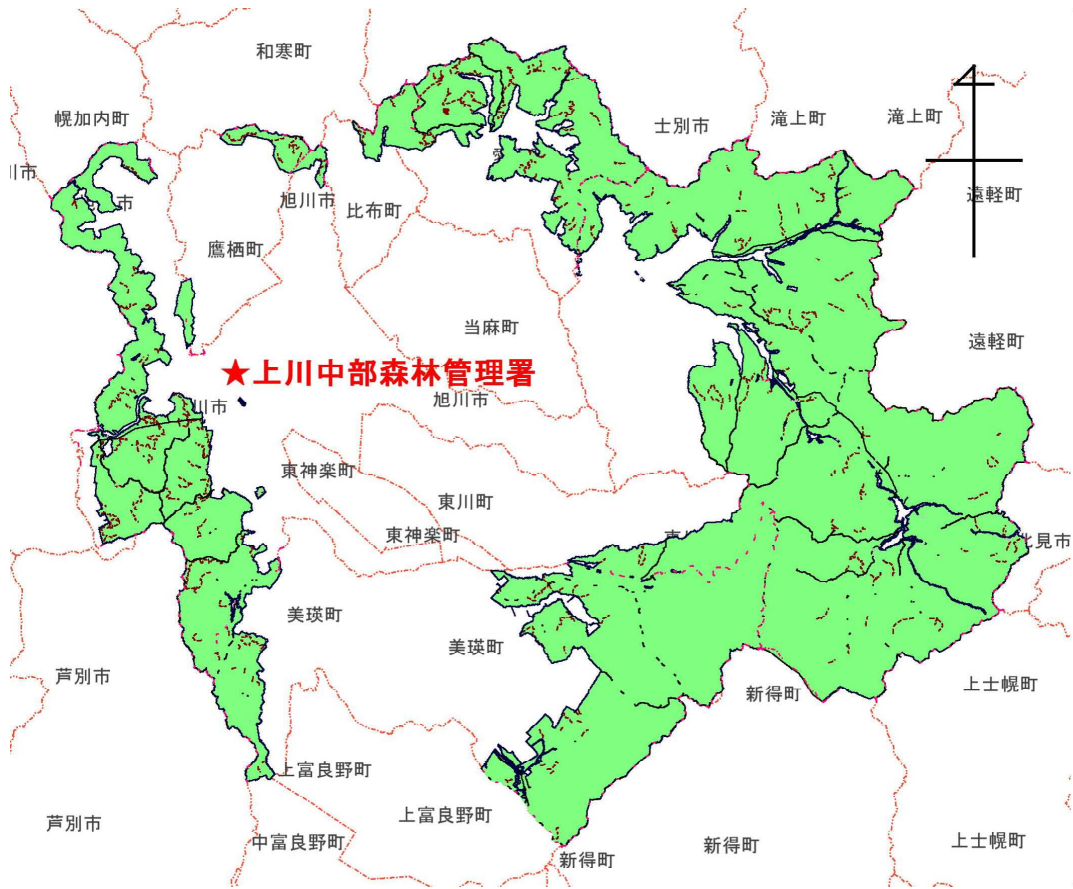 和寒町
幌加内町
士別市
滝上町
滝上町
川市
市
遠軽町
旭川市
比布町
鷹栖町
当麻町
遠軽町
★上川中部森林管理署
旭川市
川市
東神楽町
東川町
東神楽町
北見市
美瑛町
美瑛町
芦別市
新得町
上士幌町
上富良野町
上富良野町
芦別市
中富良野町
新得町
新得町
上士幌町